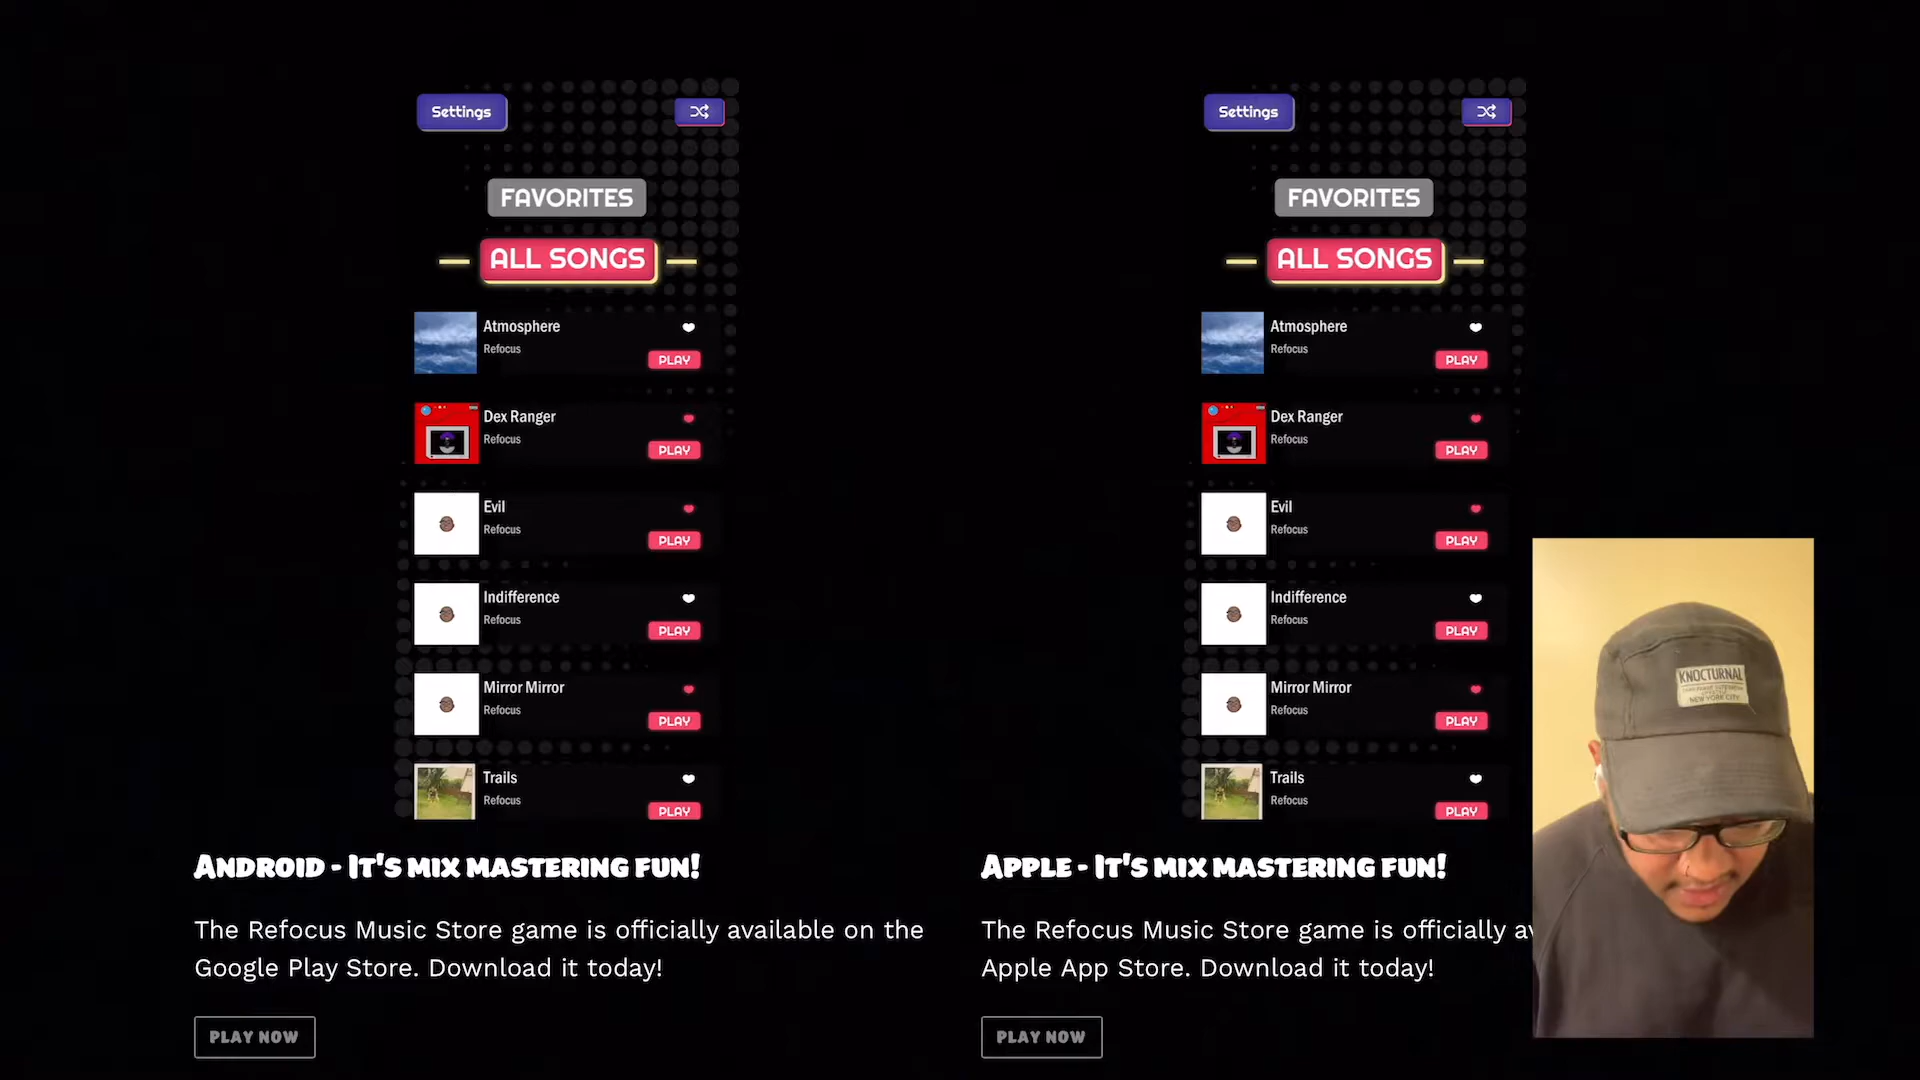 Settings
FAVORITES
ALL SONGS
Atmosphere
Refocus
PLAY
Dex Ranger
Refocus
PLAY
Evil
Refocus
PLAY
Indifference
Refocus
PLAY
Mirror Mirror
Refocus
PLAY
Trails
Refocus
PLAY
Android - It's mix mastering fun!
The Refocus Music Store game is officially available on the
Google Play Store. Download it today!
PLAY NOW
Settings
FAVORITES
ALL SONGS
Atmosphere
Refocus
PLAY
Dex Ranger
Refocus
PLAY
Evil
Refocus
PLAY
Indifference
Refocus
PLAY
Mirror Mirror
Refocus
PLAY
Trails
Refocus
PLAY
Apple - It's mix mastering fun!
The Refocus Music Store game is officially av
Apple App Store. Download it today!
PLAY NOW
KNOCTURNAL
NEW YORK CITY